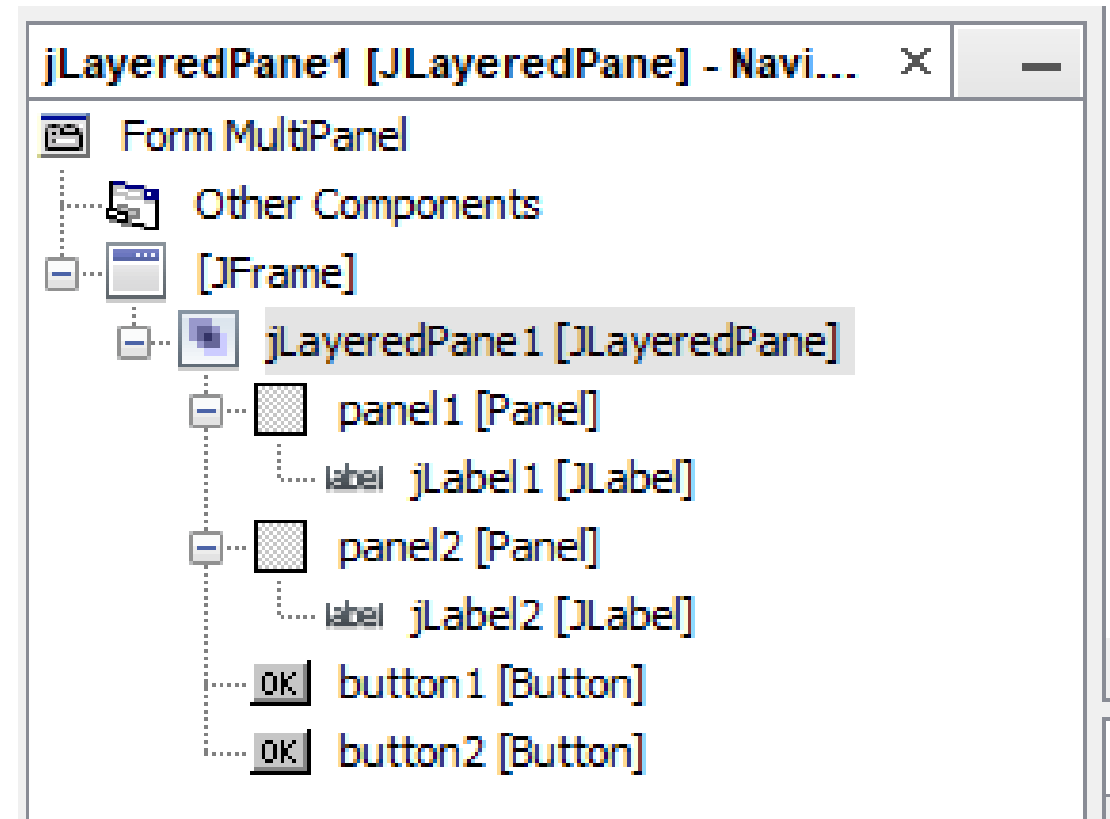 jLayeredPane1 [JLayeredPane] - Navi...
Form MultiPanel
Other Components
[JFrame]
jLayeredPane1 [JLayeredPane]
panel1 [Panel]
label jLabel1 [JLabel]
panel2 [Panel]
label jLabel2 [JLabel]
OK button1 [Button]
OK button2 [Button]